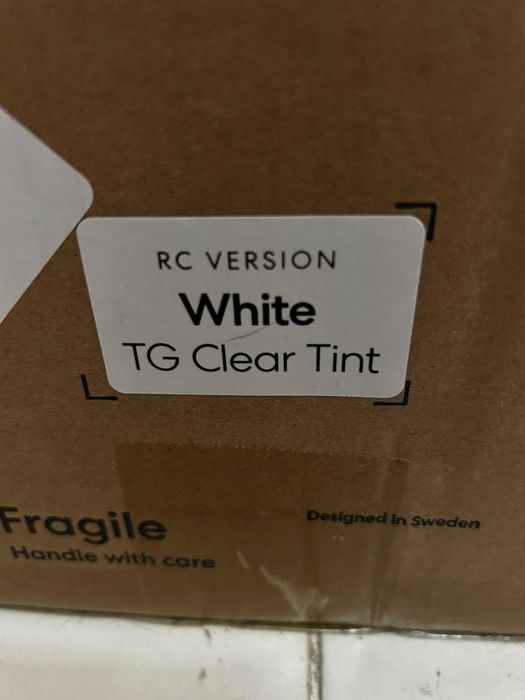 RC VERSION
White
TG Clear Tint
Fragile
Handle with care
Designed in Sweden